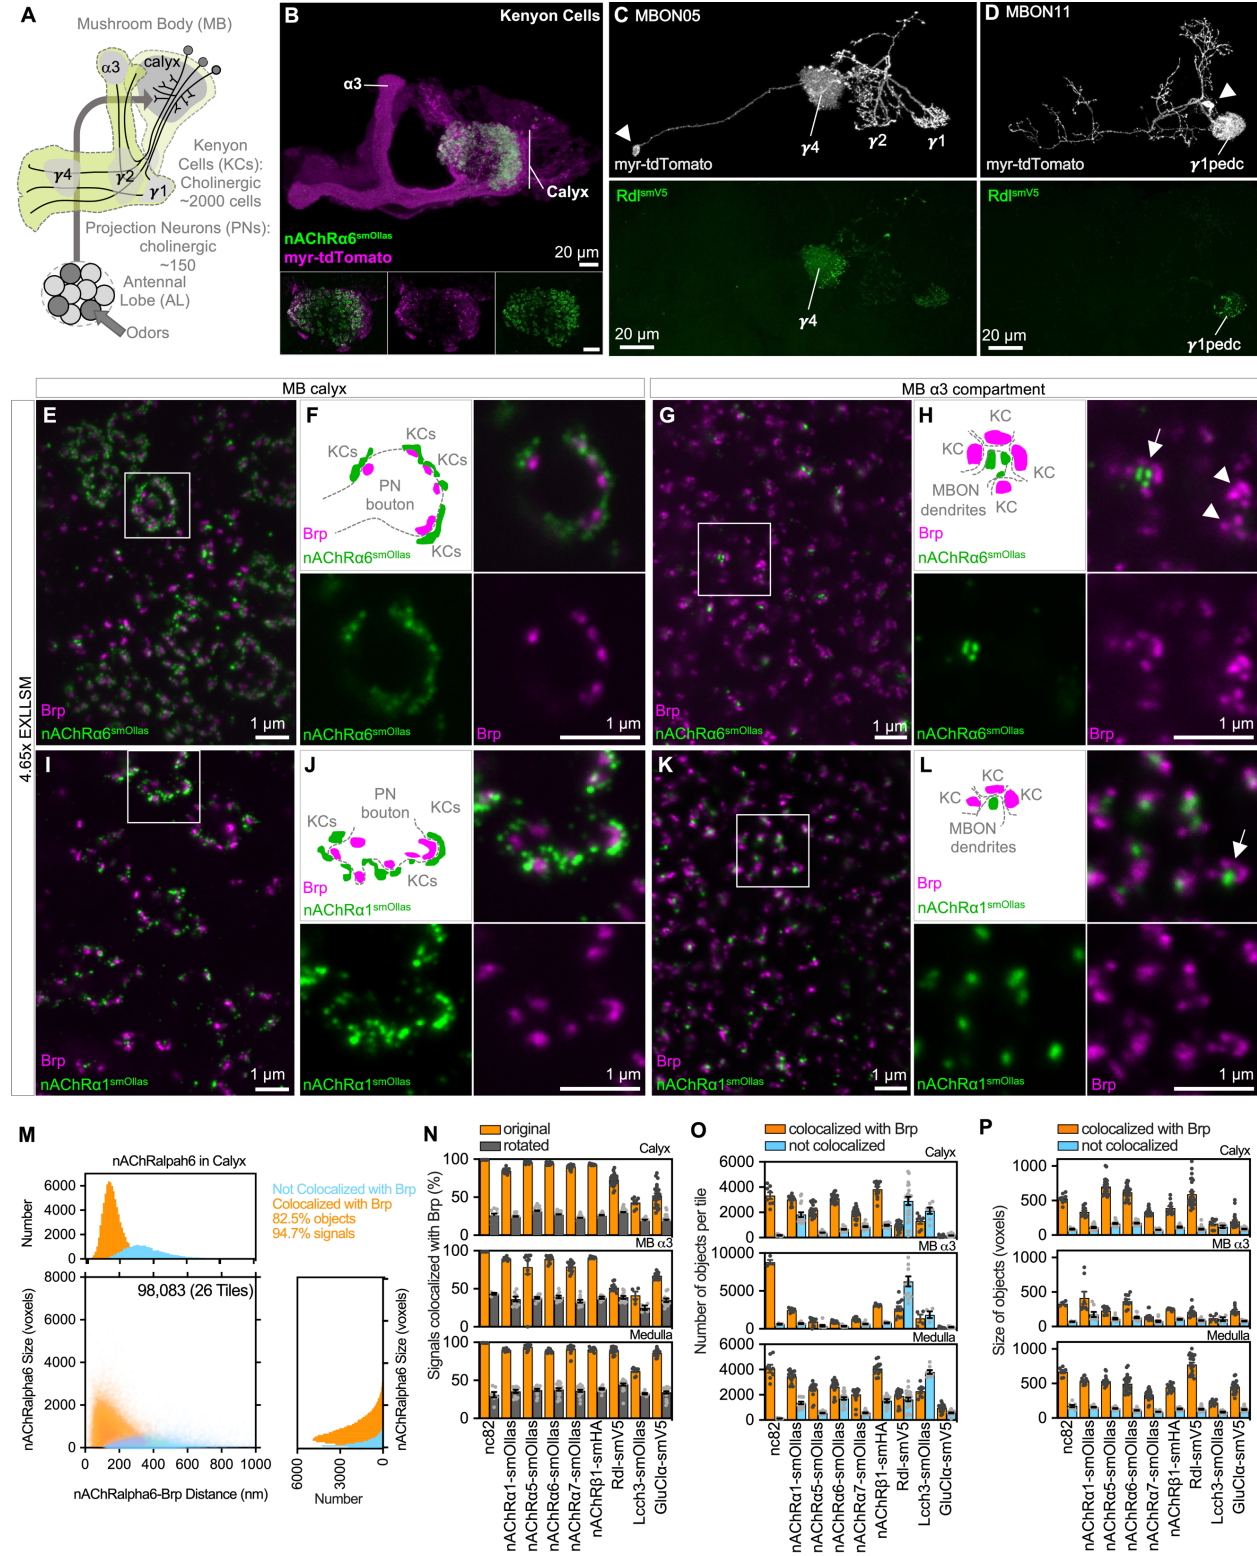 A
Mushroom Body (MB)
α3
calyx
γ4
γ2
γ1
Kenyon
Cells (KCs):
Cholinergic
~2000 cells
Projection Neurons (PNs):
cholinergic
~150
Antennal
Lobe (AL)
Odors
B
Kenyon Cells
α3
Calyx
nAChRα6smOllas
myr-tdTomato
20 µm
C
MBON05
γ4
γ2
γ1
myr-tdTomato
RdlsmV5
γ4
20 µm
D
MBON11
myr-tdTomato
γ1pedc
RdlsmV5
20 µm
γ1pedc
MB calyx
MB α3 compartment
4.65x EXLLSM
E
Brp
nAChRα6smOllas
1 µm
F
KCs
KCs
KCs
PN
bouton
Brp
KCs
nAChRα6smOllas
nAChRα6smOllas
Brp
1 µm
G
Brp
nAChRα6smOllas
1 µm
H
KC
KC
KC
MBON
dendrites
KC
Brp
nAChRα6smOllas
nAChRα6smOllas
Brp
1 µm
I
Brp
nAChRα1smOllas
1 µm
J
PN
bouton
KCs
KCs
KCs
Brp
nAChRα1smOllas
nAChRα1smOllas
Brp
1 µm
K
Brp
nAChRα1smOllas
1 µm
L
KC
KC
KC
MBON
dendrites
Brp
nAChRα1smOllas
nAChRα1smOllas
Brp
1 µm
M
nAChRalpah6 in Calyx
Number
6000
4000
2000
0
Not Colocalized with Brp
Colocalized with Brp
82.5% objects
94.7% signals
98,083 (26 Tiles)
nAChRalpha6 Size (voxels)
8000
6000
4000
2000
0
0 200 400 600 800 1000
nAChRalpha6-Brp Distance (nm)
nAChRalpha6 Size (voxels)
6000
3000
0
Number
N
original
rotated
Calyx
Signals colocalized with Brp (%)
100
50
0
MB α3
100
50
0
Medulla
100
50
0
nc82
nAChRα1-smOllas
nAChRα5-smOllas
nAChRα6-smOllas
nAChRα7-smOllas
nAChRβ1-smHA
Rdl-smV5
Lcch3-smOllas
GluClα-smV5
O
colocalized with Brp
not colocalized
Calyx
Number of objects per tile
6000
4000
2000
0
MB α3
10000
5000
0
Medulla
6000
4000
2000
0
nc82
nAChRα1-smOllas
nAChRα5-smOllas
nAChRα6-smOllas
nAChRα7-smOllas
nAChRβ1-smHA
Rdl-smV5
Lcch3-smOllas
GluClα-smV5
P
colocalized with Brp
not colocalized
Calyx
Size of objects (voxels)
1000
500
0
MB α3
1000
500
0
Medulla
1000
500
0
nc82
nAChRα1-smOllas
nAChRα5-smOllas
nAChRα6-smOllas
nAChRα7-smOllas
nAChRβ1-smHA
Rdl-smV5
Lcch3-smOllas
GluClα-smV5